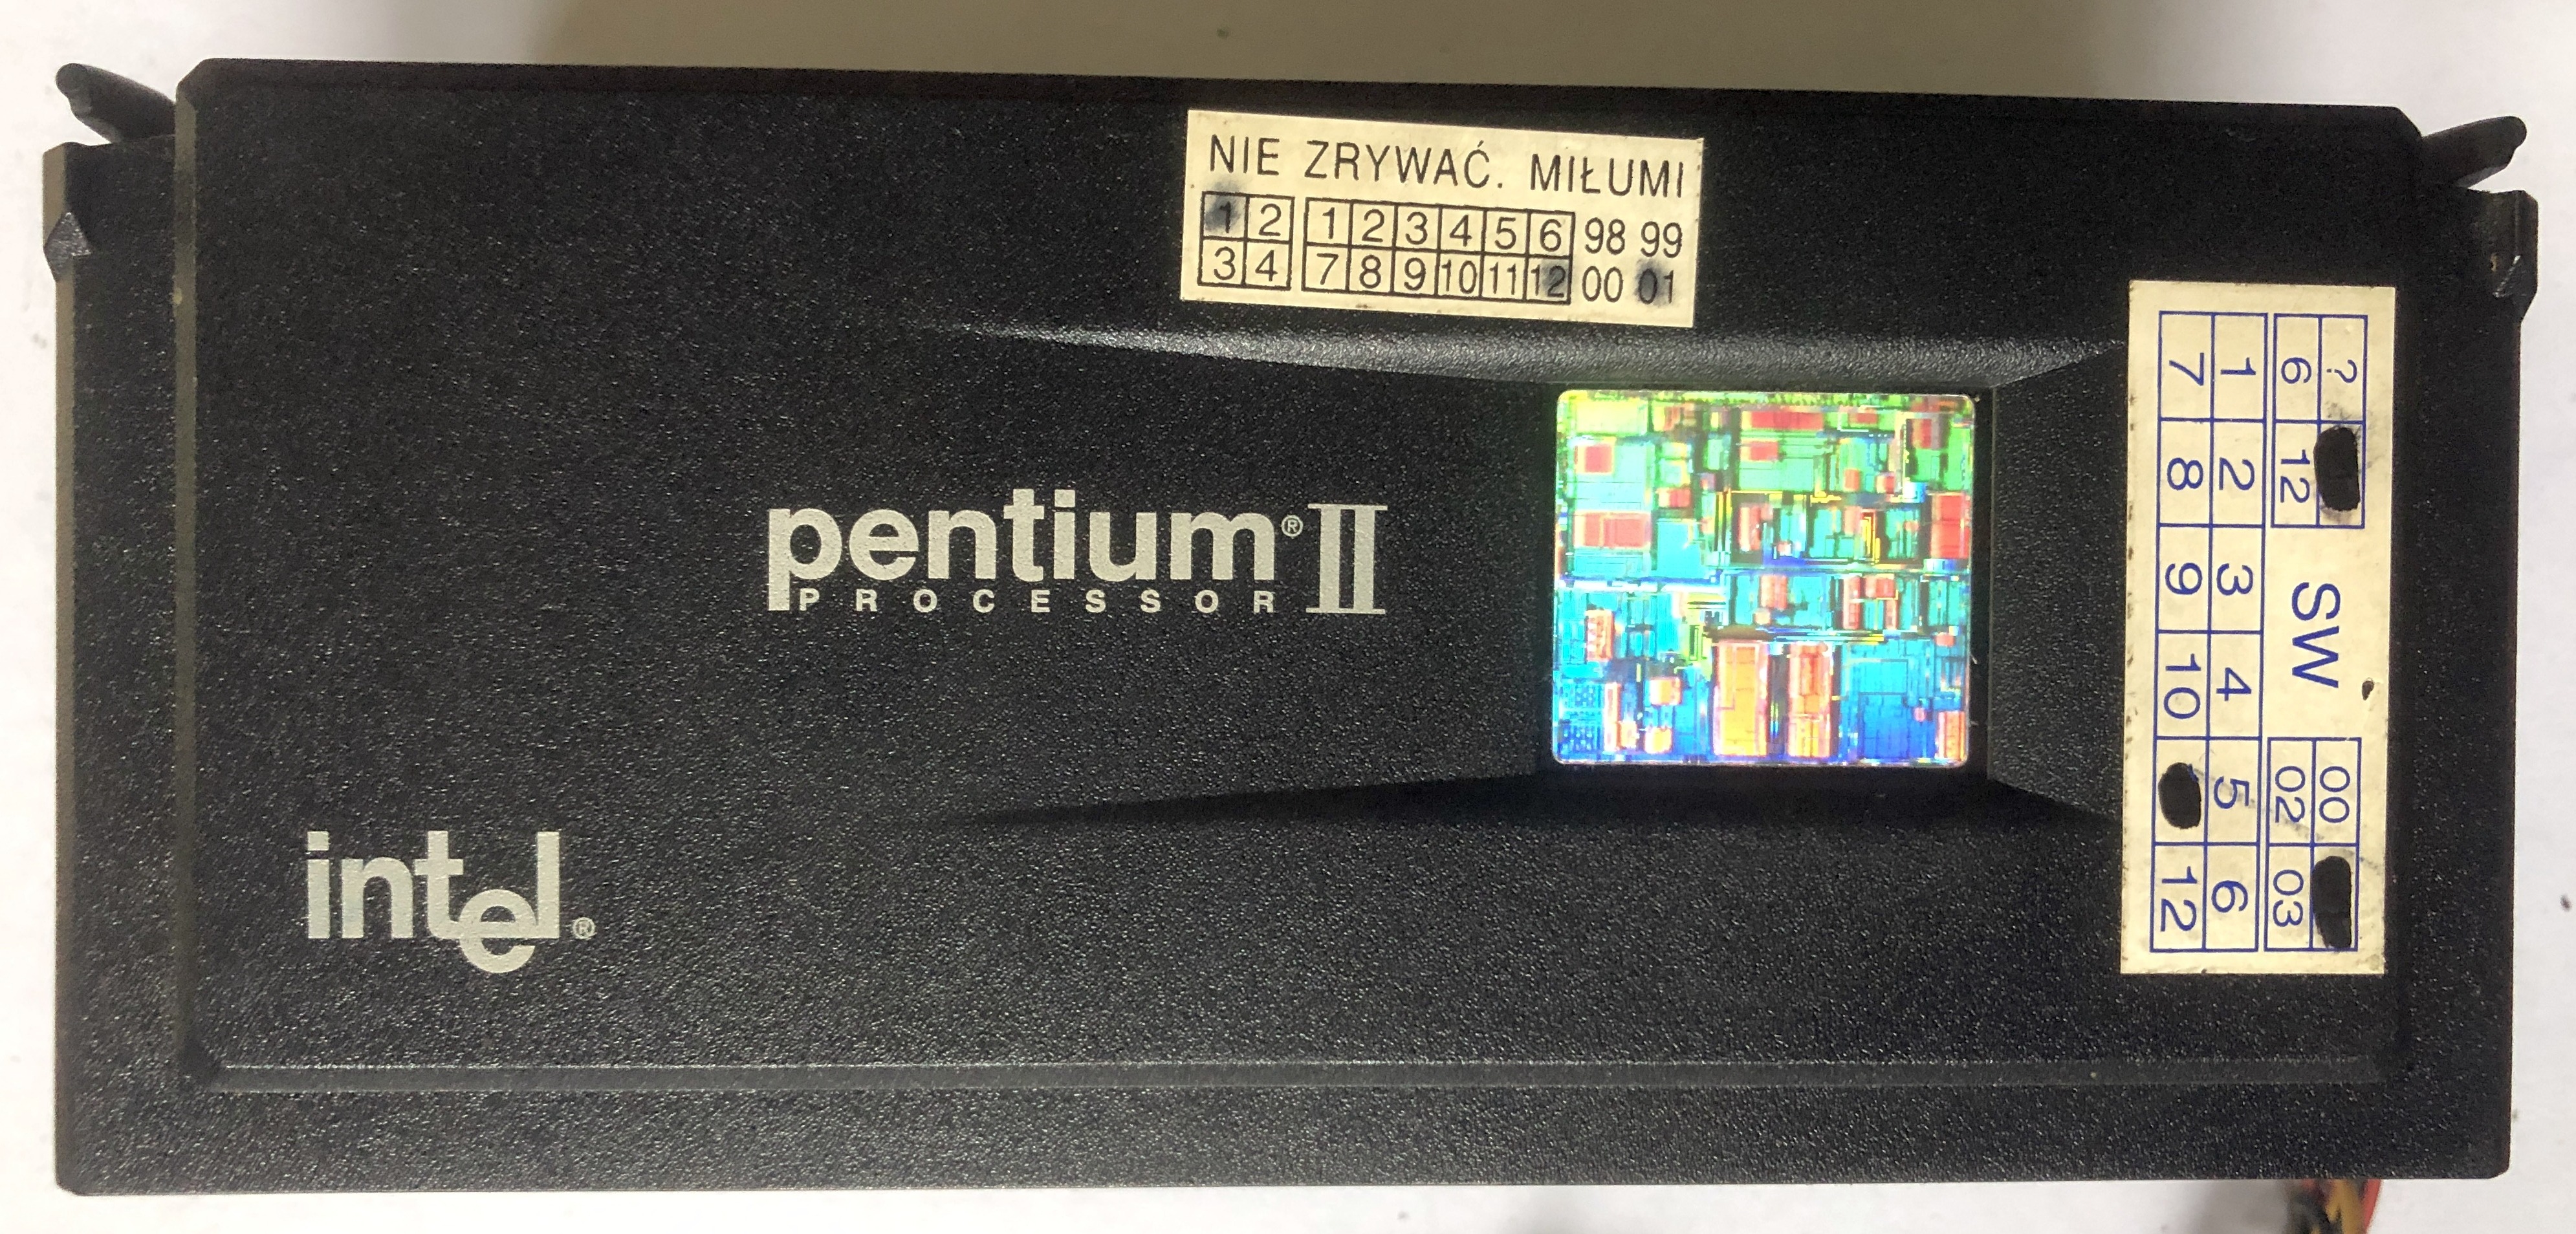 NIE ZRYWAĆ. MIŁUMI
1 2 1 2 3 4 5 6 98 99
3 4 7 8 9 10 11 12 00 01
pentium® II
PROCESSOR
intel®
? 00
6 12 SW 02 03
1 2 3 4 5 6
7 8 9 10 12